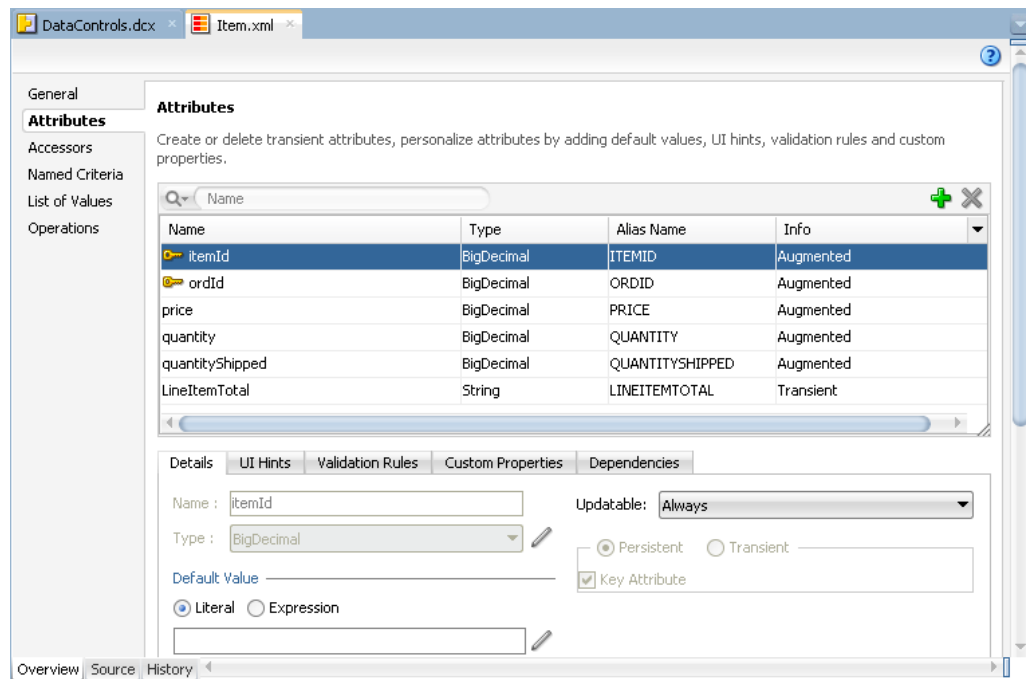 DataControls.dcx Item.xml
General
Attributes
Accessors
Named Criteria
List of Values
Operations
Attributes
Create or delete transient attributes, personalize attributes by adding default values, UI hints, validation rules and custom
properties.
Name
Name Type Alias Name Info
itemId BigDecimal ITEMID Augmented
ordId BigDecimal ORDID Augmented
price BigDecimal PRICE Augmented
quantity BigDecimal QUANTITY Augmented
quantityShipped BigDecimal QUANTITYSHIPPED Augmented
LineItemTotal String LINEITEMTOTAL Transient
Details UI Hints Validation Rules Custom Properties Dependencies
Name : itemId Updatable: Always
Type : BigDecimal Persistent Transient
Key Attribute
Default Value
Literal Expression
Overview Source History